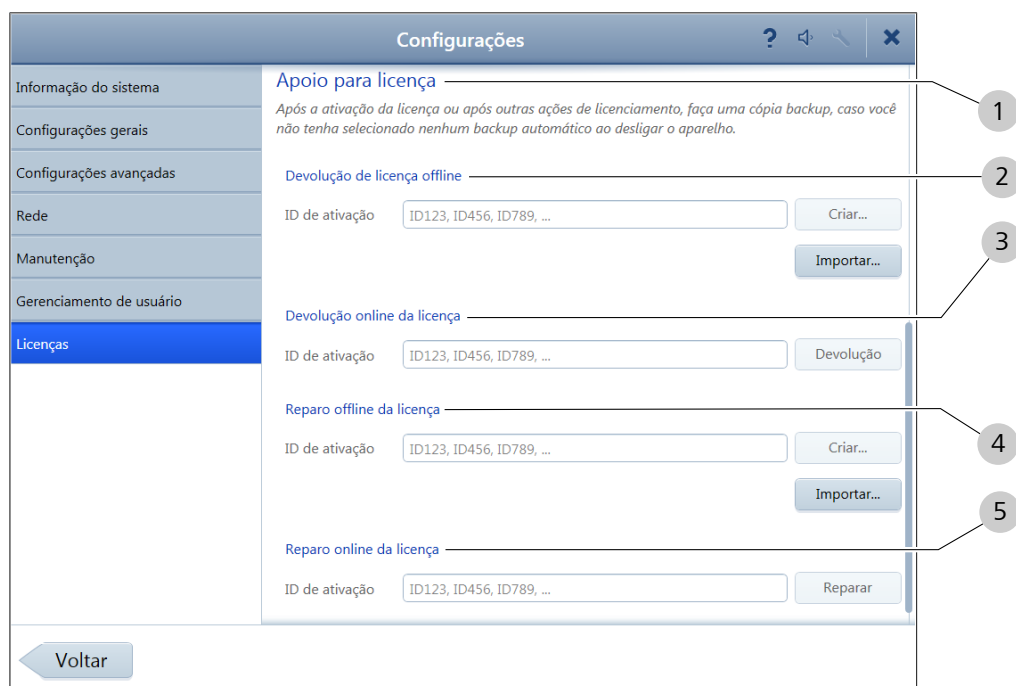 Configurações
?
Informação do sistema
Configurações gerais
Configurações avançadas
Rede
Manutenção
Gerenciamento de usuário
Licenças
Apoio para licença
1
Após a ativação da licença ou após outras ações de licenciamento, faça uma cópia backup, caso você
não tenha selecionado nenhum backup automático ao desligar o aparelho.
Devolução de licença offline
2
ID de ativação
ID123, ID456, ID789, ...
Criar...
Importar...
3
Devolução online da licença
ID de ativação
ID123, ID456, ID789, ...
Devolução
Reparo offline da licença
4
ID de ativação
ID123, ID456, ID789, ...
Criar...
Importar...
5
Reparo online da licença
ID de ativação
ID123, ID456, ID789, ...
Reparar
Voltar